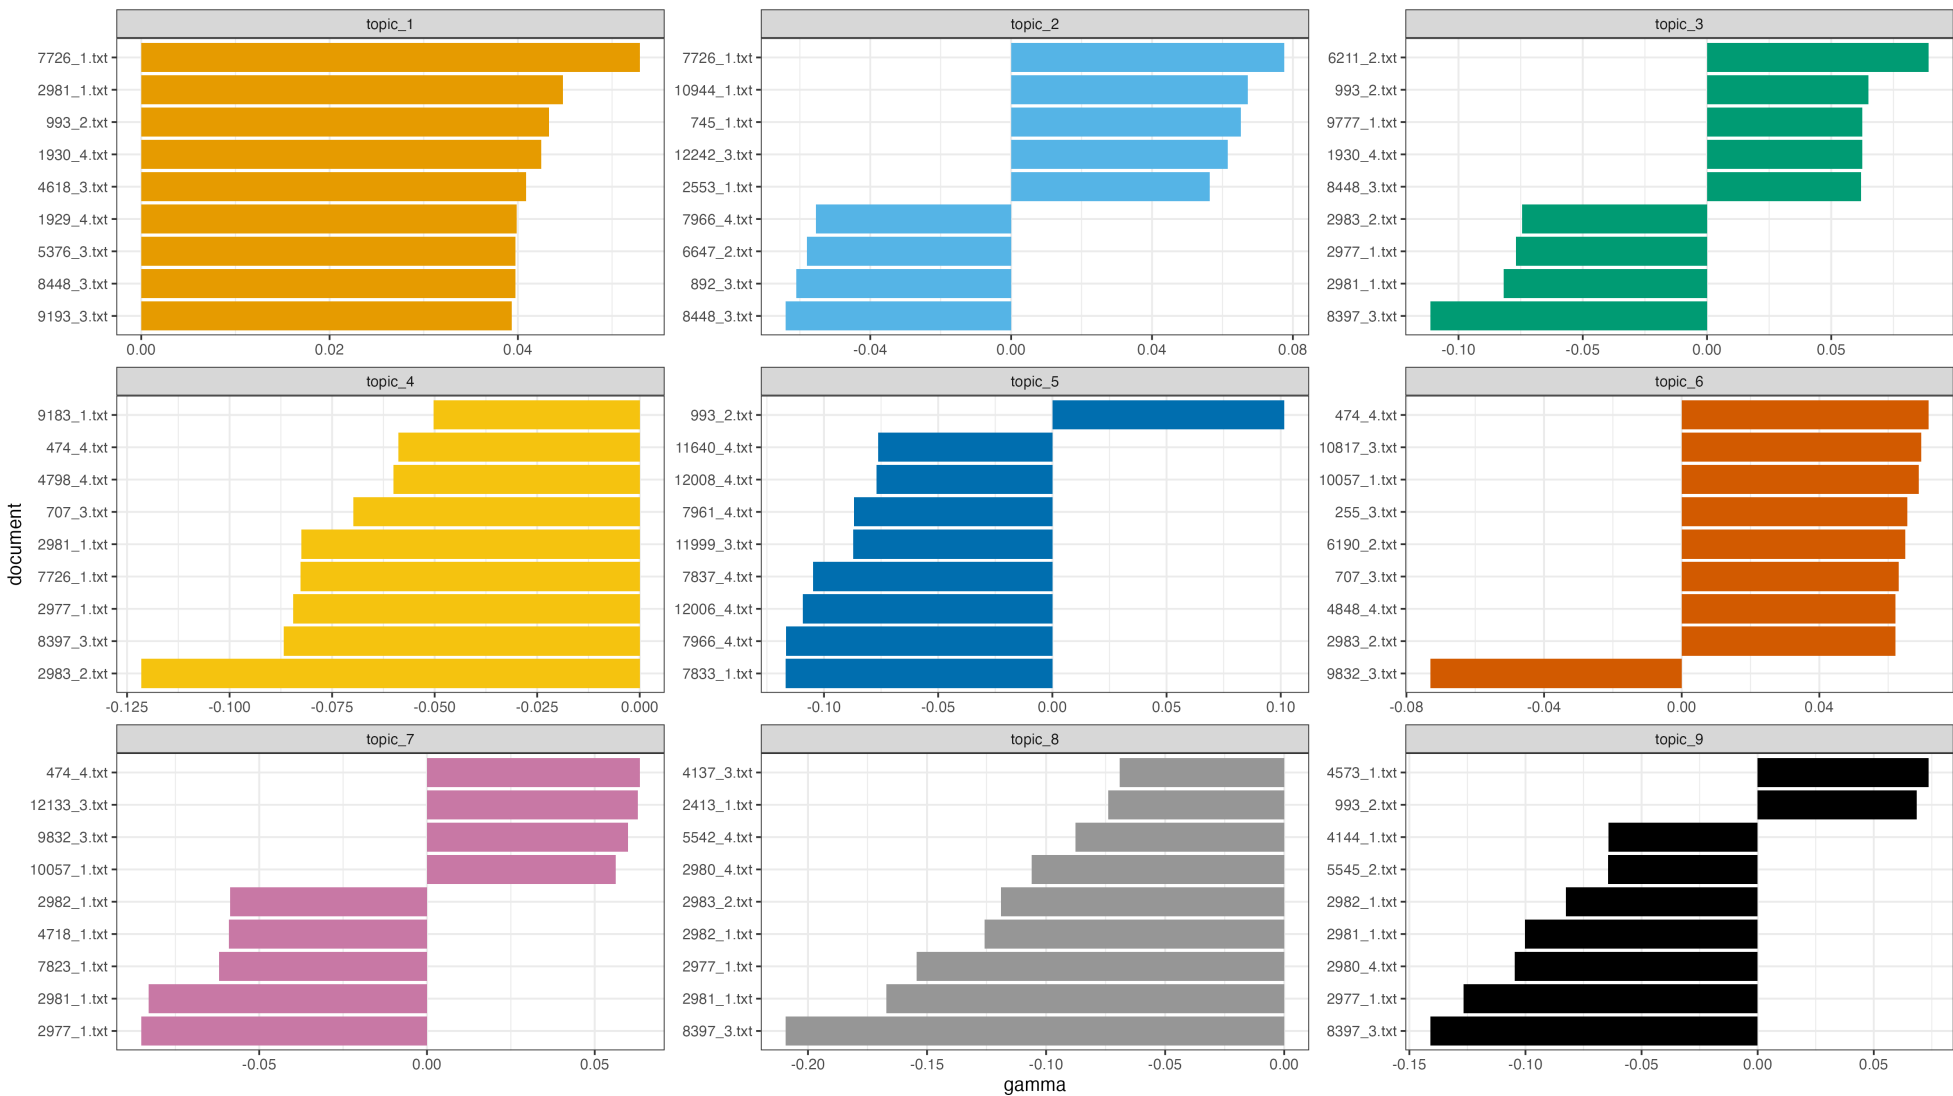 topic_1
7726_1.txt
2981_1.txt
993_2.txt
1930_4.txt
4618_3.txt
1929_4.txt
5376_3.txt
8448_3.txt
9193_3.txt
0.00 0.02 0.04
topic_2
7726_1.txt
10944_1.txt
745_1.txt
12242_3.txt
2553_1.txt
7966_4.txt
6647_2.txt
892_3.txt
8448_3.txt
-0.04 0.00 0.04 0.08
topic_3
6211_2.txt
993_2.txt
9777_1.txt
1930_4.txt
8448_3.txt
2983_2.txt
2977_1.txt
2981_1.txt
8397_3.txt
-0.10 -0.05 0.00 0.05
document
topic_4
9183_1.txt
474_4.txt
4798_4.txt
707_3.txt
2981_1.txt
7726_1.txt
2977_1.txt
8397_3.txt
2983_2.txt
-0.125 -0.100 -0.075 -0.050 -0.025 0.000
topic_5
993_2.txt
11640_4.txt
12008_4.txt
7961_4.txt
11999_3.txt
7837_4.txt
12006_4.txt
7966_4.txt
7833_1.txt
-0.10 -0.05 0.00 0.05 0.10
topic_6
474_4.txt
10817_3.txt
10057_1.txt
255_3.txt
6190_2.txt
707_3.txt
4848_4.txt
2983_2.txt
9832_3.txt
-0.08 -0.04 0.00 0.04
topic_7
474_4.txt
12133_3.txt
9832_3.txt
10057_1.txt
2982_1.txt
4718_1.txt
7823_1.txt
2981_1.txt
2977_1.txt
-0.05 0.00 0.05
topic_8
4137_3.txt
2413_1.txt
5542_4.txt
2980_4.txt
2983_2.txt
2982_1.txt
2977_1.txt
2981_1.txt
8397_3.txt
-0.20 -0.15 -0.10 -0.05 0.00
topic_9
4573_1.txt
993_2.txt
4144_1.txt
5545_2.txt
2982_1.txt
2981_1.txt
2980_4.txt
2977_1.txt
8397_3.txt
-0.15 -0.10 -0.05 0.00 0.05
gamma